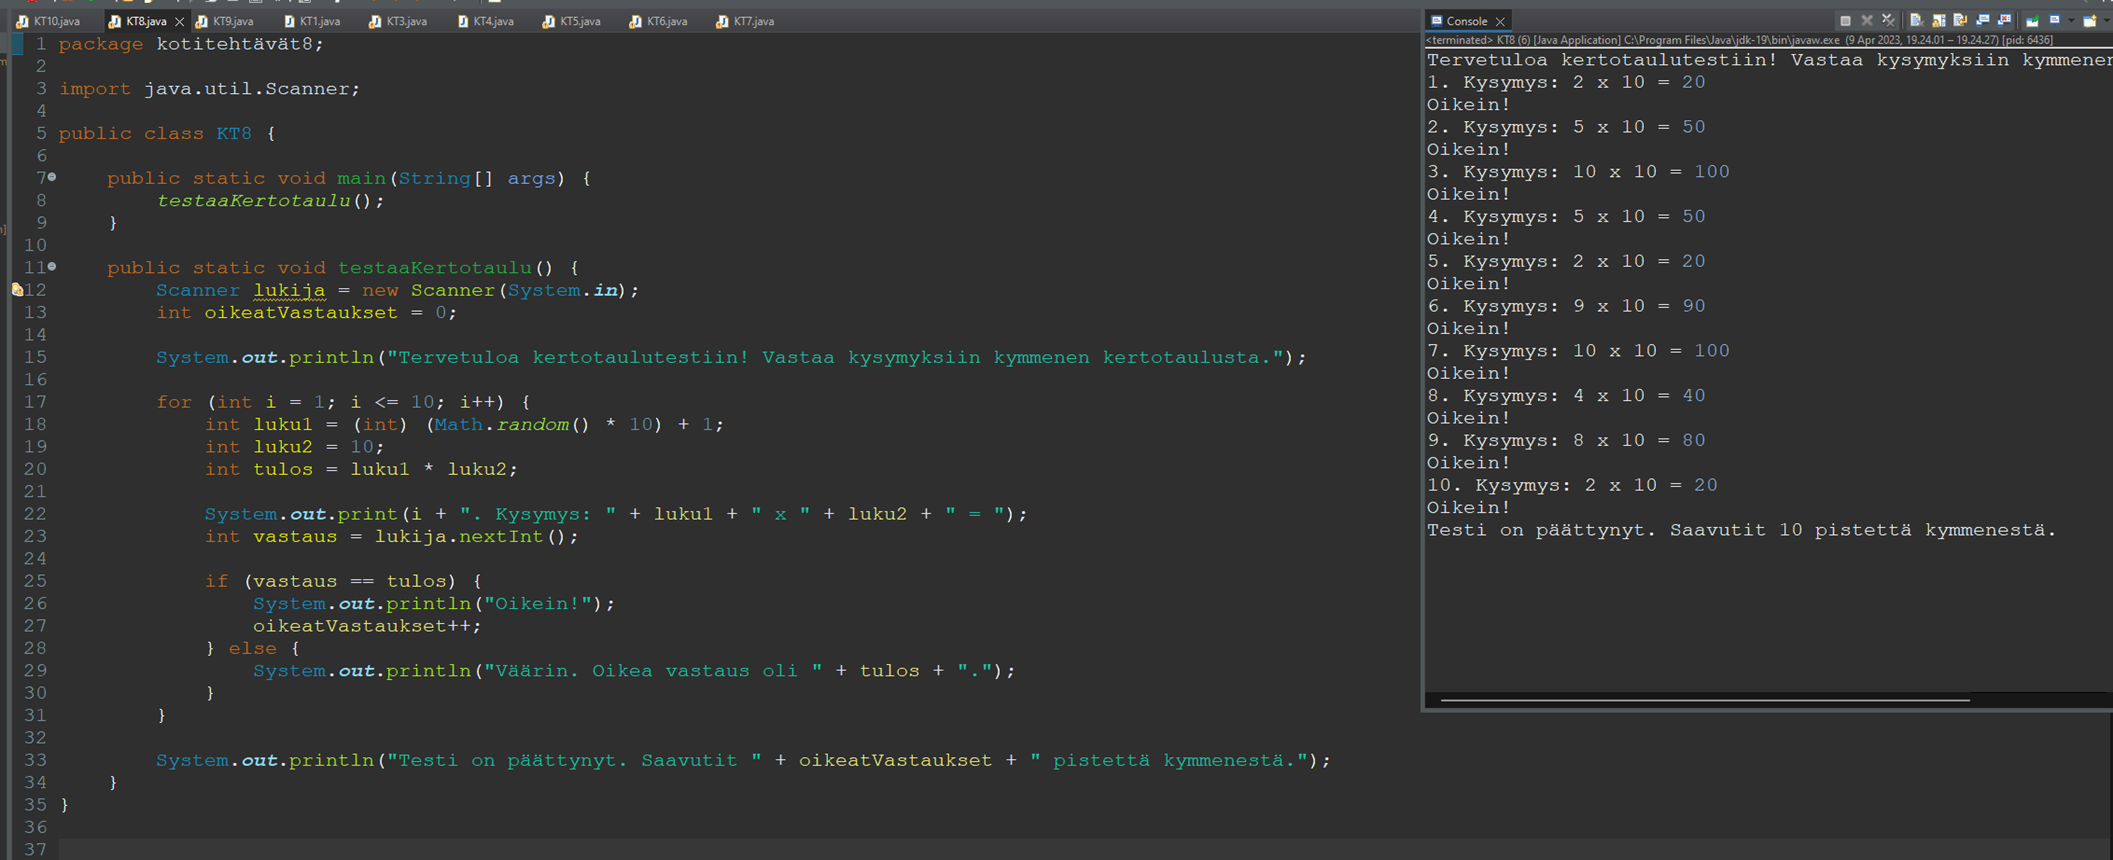 KT10.java KT8.java KT9.java KT1.java KT3.java KT4.java KT5.java KT6.java KT7.java
1 package kotitehtävät8;
2
3 import java.util.Scanner;
4
5 public class KT8 {
6
7 public static void main(String[] args) {
8 testaaKertotaulu();
9 }
10
11 public static void testaaKertotaulu() {
12 Scanner lukija = new Scanner(System.in);
13 int oikeatVastaukset = 0;
14
15 System.out.println("Tervetuloa kertotaulutestiin! Vastaa kysymyksiin kymmenen kertotaulusta.");
16
17 for (int i = 1; i <= 10; i++) {
18 int luku1 = (int) (Math.random() * 10) + 1;
19 int luku2 = 10;
20 int tulos = luku1 * luku2;
21
22 System.out.print(i + ". Kysymys: " + luku1 + " x " + luku2 + " = ");
23 int vastaus = lukija.nextInt();
24
25 if (vastaus == tulos) {
26 System.out.println("Oikein!");
27 oikeatVastaukset++;
28 } else {
29 System.out.println("Väärin. Oikea vastaus oli " + tulos + ".");
30 }
31 }
32
33 System.out.println("Testi on päättynyt. Saavutit " + oikeatVastaukset + " pistettä kymmenestä.");
34 }
35 }
36
37
Console
<terminated> KT8 (6) [Java Application] C:\Program Files\Java\jdk-19\bin\javaw.exe (9 Apr 2023, 19.24.01 – 19.24.27) [pid: 6436]
Tervetuloa kertotaulutestiin! Vastaa kysymyksiin kymmenen
1. Kysymys: 2 x 10 = 20
Oikein!
2. Kysymys: 5 x 10 = 50
Oikein!
3. Kysymys: 10 x 10 = 100
Oikein!
4. Kysymys: 5 x 10 = 50
Oikein!
5. Kysymys: 2 x 10 = 20
Oikein!
6. Kysymys: 9 x 10 = 90
Oikein!
7. Kysymys: 10 x 10 = 100
Oikein!
8. Kysymys: 4 x 10 = 40
Oikein!
9. Kysymys: 8 x 10 = 80
Oikein!
10. Kysymys: 2 x 10 = 20
Oikein!
Testi on päättynyt. Saavutit 10 pistettä kymmenestä.